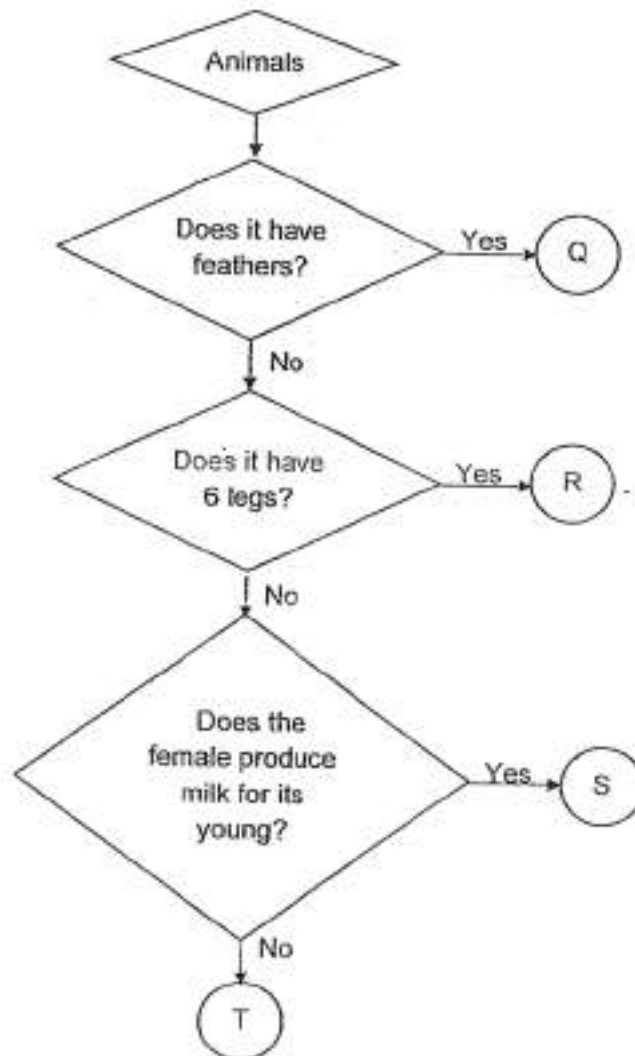 Animals
Does it have
feathers?
Yes
Q
No
Does it have
6 legs?
Yes
R
No
Does the
female produce
milk for its
young?
Yes
S
No
T